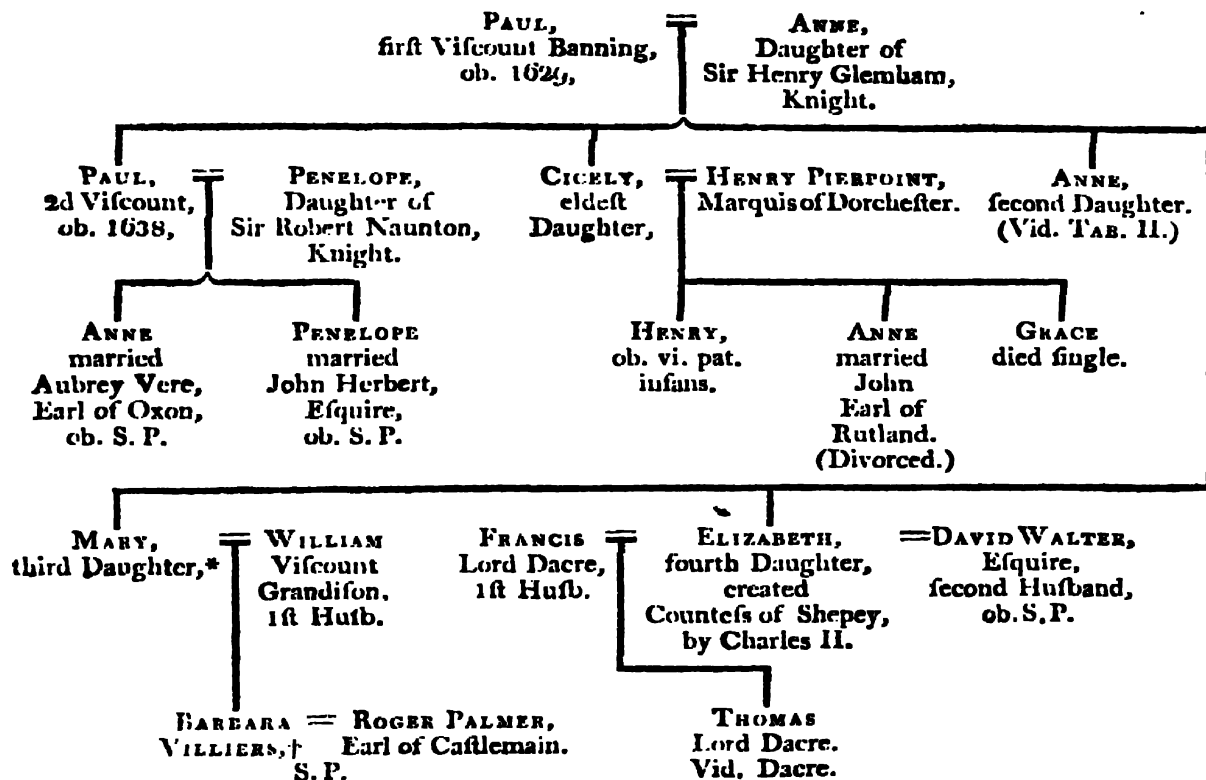 PAUL,
firſt Viſcount Banning,
ob. 1629,
=
ANNE,
Daughter of
Sir Henry Glemham,
Knight.
PAUL,
2d Viſcount,
ob. 1638,
=
PENELOPE,
Daughter of
Sir Robert Naunton,
Knight.
CICELY,
eldeſt
Daughter,
=
HENRY PIERPOINT,
Marquis of Dorcheſter.
ANNE,
ſecond Daughter.
(Vid. TAB. II.)
ANNE
married
Aubrey Vere,
Earl of Oxon,
ob. S. P.
PENELOPE
married
John Herbert,
Eſquire,
ob. S. P.
HENRY,
ob. vi. pat.
infans.
ANNE
married
John
Earl of
Rutland.
(Divorced.)
GRACE
died ſingle.
MARY,
third Daughter,*
=
WILLIAM
Viſcount
Grandiſon,
1ſt Huſb.
FRANCIS
Lord Dacre,
1ſt Huſb.
=
ELIZABETH,
fourth Daughter,
created
Counteſs of Shepey,
by Charles II.
=DAVID WALTER,
Eſquire,
ſecond Huſband,
ob. S. P.
BARBARA
VILLIERS,†
S. P.
=
ROGER PALMER,
Earl of Caſtlemain.
THOMAS
Lord Dacre.
Vid. Dacre.